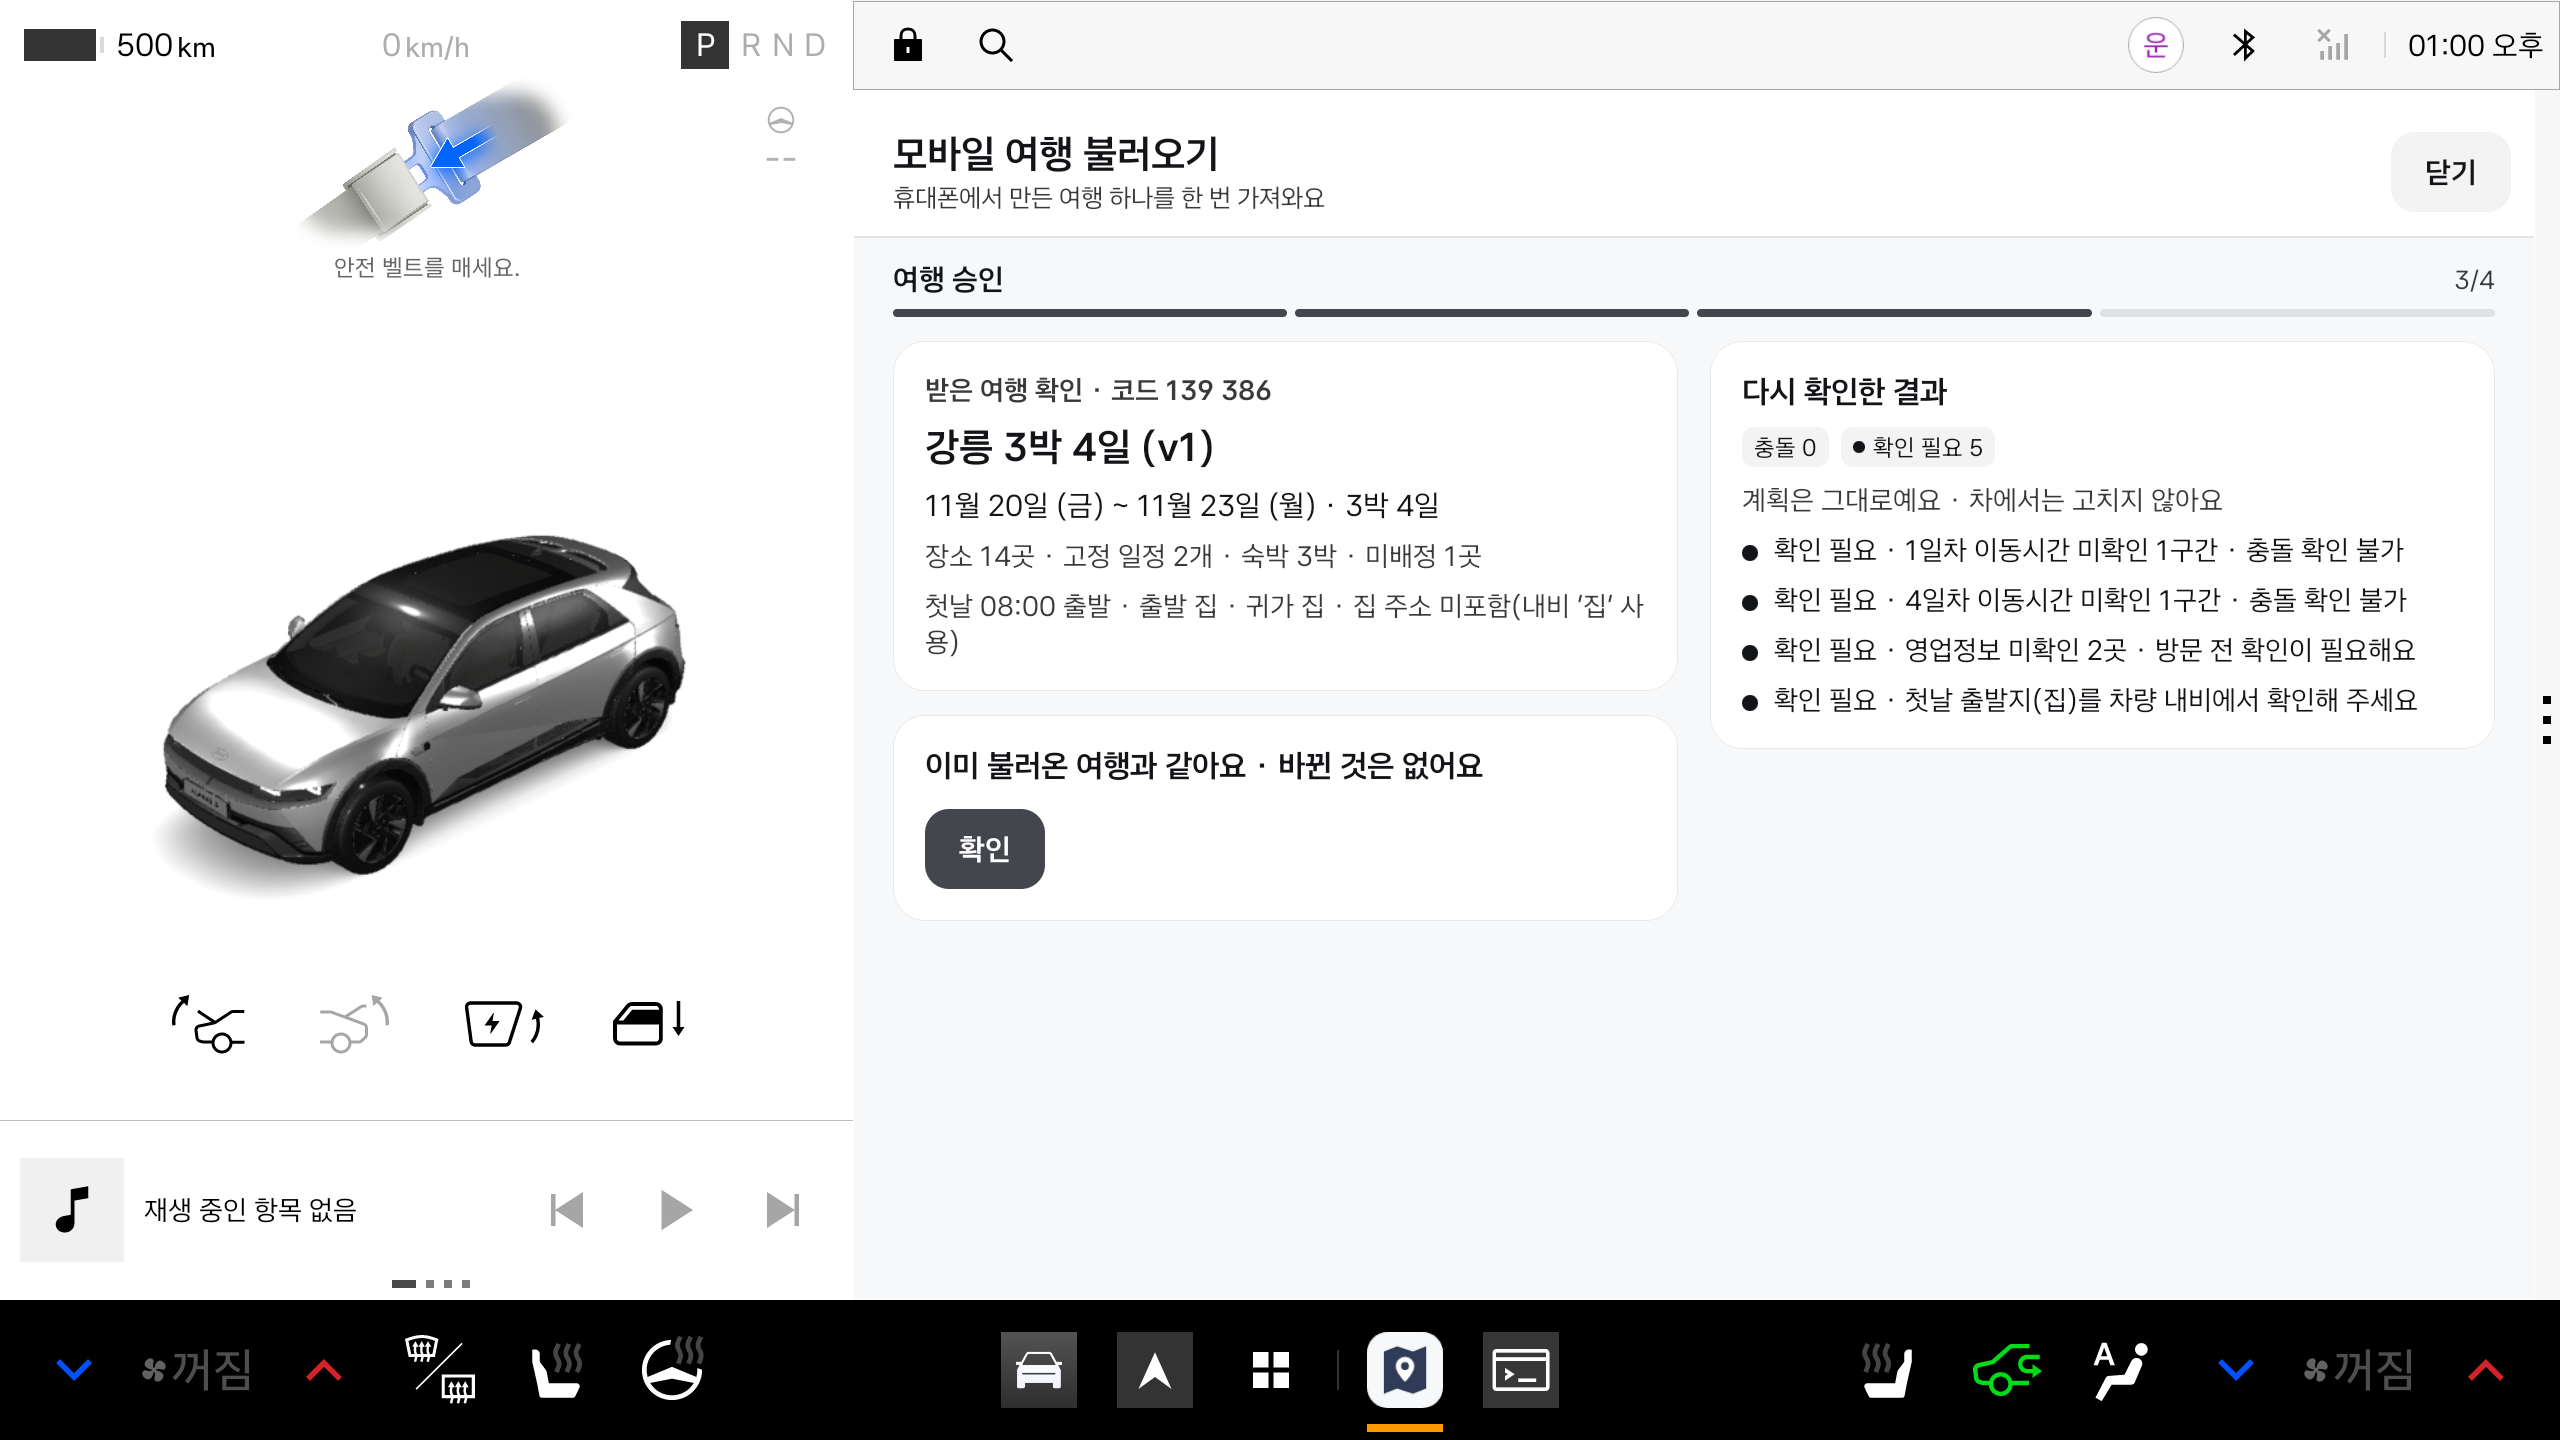 500 km
0 km/h
P R N D
--
안전 벨트를 매세요.
재생 중인 항목 없음
운
01:00 오후
모바일 여행 불러오기
휴대폰에서 만든 여행 하나를 한 번 가져와요
닫기
여행 승인
3/4
받은 여행 확인 · 코드 139 386
강릉 3박 4일 (v1)
11월 20일 (금) ~ 11월 23일 (월) · 3박 4일
장소 14곳 · 고정 일정 2개 · 숙박 3박 · 미배정 1곳
첫날 08:00 출발 · 출발 집 · 귀가 집 · 집 주소 미포함(내비 ‘집’ 사
용)
이미 불러온 여행과 같아요 · 바뀐 것은 없어요
확인
다시 확인한 결과
충돌 0
확인 필요 5
계획은 그대로예요 · 차에서는 고치지 않아요
확인 필요 · 1일차 이동시간 미확인 1구간 · 충돌 확인 불가
확인 필요 · 4일차 이동시간 미확인 1구간 · 충돌 확인 불가
확인 필요 · 영업정보 미확인 2곳 · 방문 전 확인이 필요해요
확인 필요 · 첫날 출발지(집)를 차량 내비에서 확인해 주세요
꺼짐
A
꺼짐